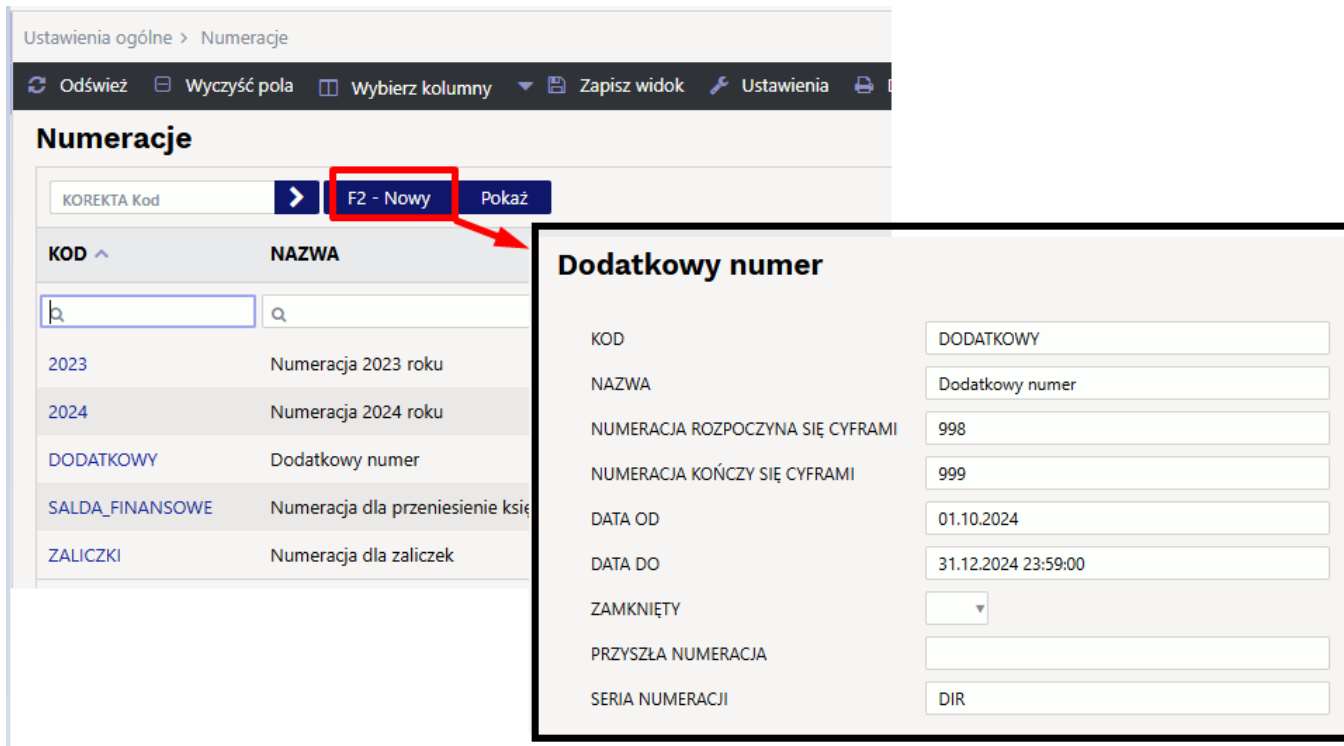 Ustawienia ogólne > Numeracje
Odśwież Wyczyść pola Wybierz kolumny Zapisz widok Ustawienia
Numeracje
KOREKTA Kod F2 - Nowy Pokaż
KOD NAZWA
2023 Numeracja 2023 roku
2024 Numeracja 2024 roku
DODATKOWY Dodatkowy numer
SALDA_FINANSOWE Numeracja dla przeniesienie
ZALICZKI Numeracja dla zaliczek
Dodatkowy numer
KOD DODATKOWY
NAZWA Dodatkowy numer
NUMERACJA ROZPOCZYNA SIĘ CYFRAMI 998
NUMERACJA KOŃCZY SIĘ CYFRAMI 999
DATA OD 01.10.2024
DATA DO 31.12.2024 23:59:00
ZAMKNIĘTY
PRZYSZŁA NUMERACJA
SERIA NUMERACJI DIR